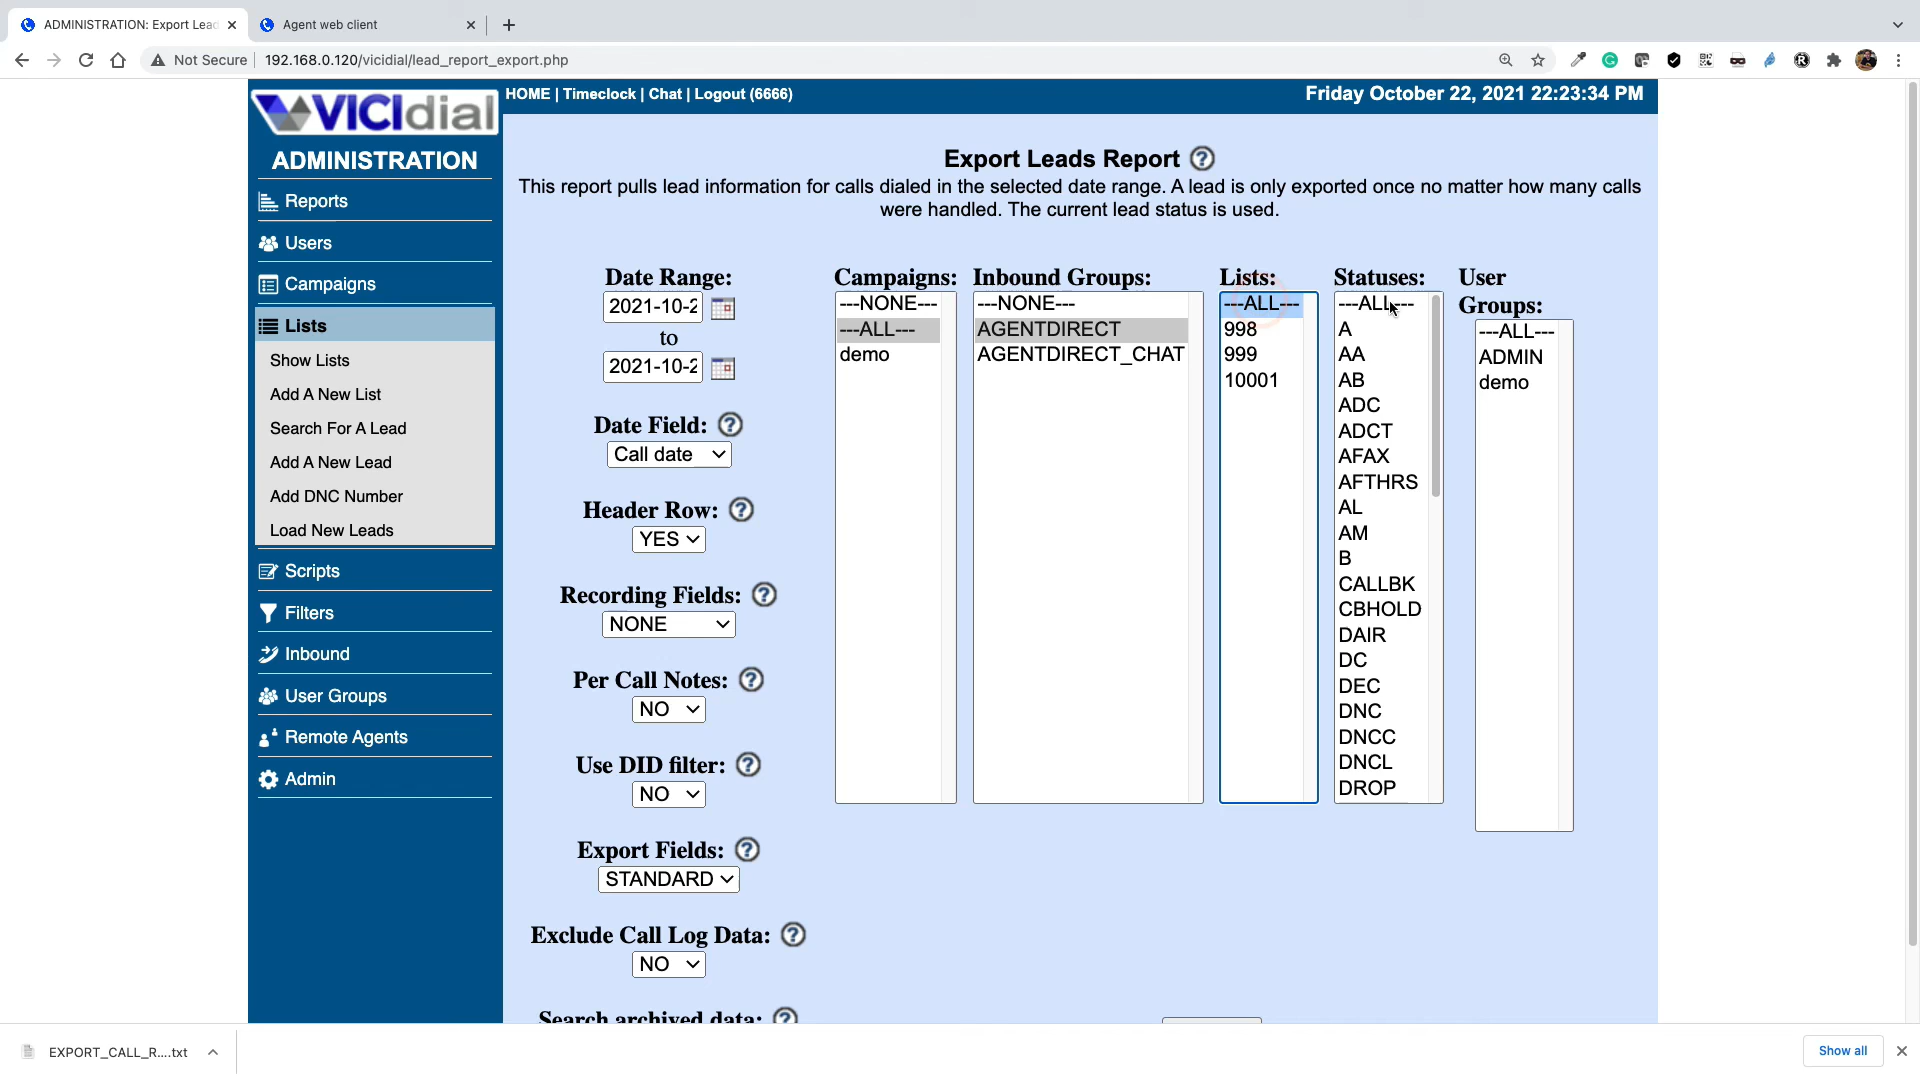 ADMINISTRATION: Export Lead
Agent web client
Not Secure
192.168.0.120/vicidial/lead_report_export.php
VICIdial
HOME | Timeclock | Chat | Logout (6666)
Friday October 22, 2021 22:23:34 PM
ADMINISTRATION
Reports
Users
Campaigns
Lists
Show Lists
Add A New List
Search For A Lead
Add A New Lead
Add DNC Number
Load New Leads
Scripts
Filters
Inbound
User Groups
Remote Agents
Admin
Export Leads Report
This report pulls lead information for calls dialed in the selected date range. A lead is only exported once no matter how many calls
were handled. The current lead status is used.
Date Range:
2021-10-2
to
2021-10-2
Date Field:
Call date
Header Row:
YES
Recording Fields:
NONE
Per Call Notes:
NO
Use DID filter:
NO
Export Fields:
STANDARD
Exclude Call Log Data:
NO
Search archived data:
Campaigns:
---NONE---
---ALL---
demo
Inbound Groups:
---NONE---
AGENTDIRECT
AGENTDIRECT_CHAT
Lists:
---ALL---
998
999
10001
Statuses:
---ALL---
A
AA
AB
ADC
ADCT
AFAX
AFTHRS
AL
AM
B
CALLBK
CBHOLD
DAIR
DC
DEC
DNC
DNCC
DNCL
DROP
User
Groups:
---ALL---
ADMIN
demo
EXPORT_CALL_R....txt
Show all